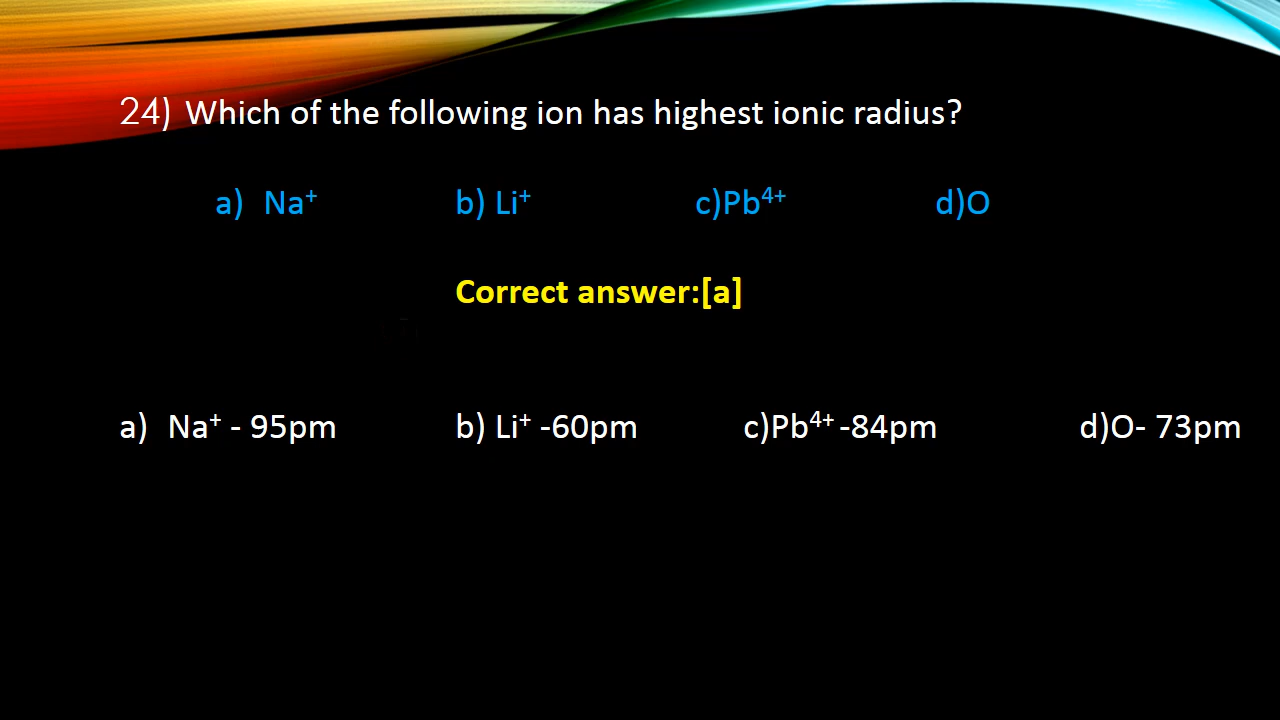 24) Which of the following ion has highest ionic radius?
a) Na⁺ b) Li⁺ c)Pb⁴⁺ d)O
Correct answer:[a]
a) Na⁺ - 95pm b) Li⁺ -60pm c)Pb⁴⁺ -84pm d)O- 73pm